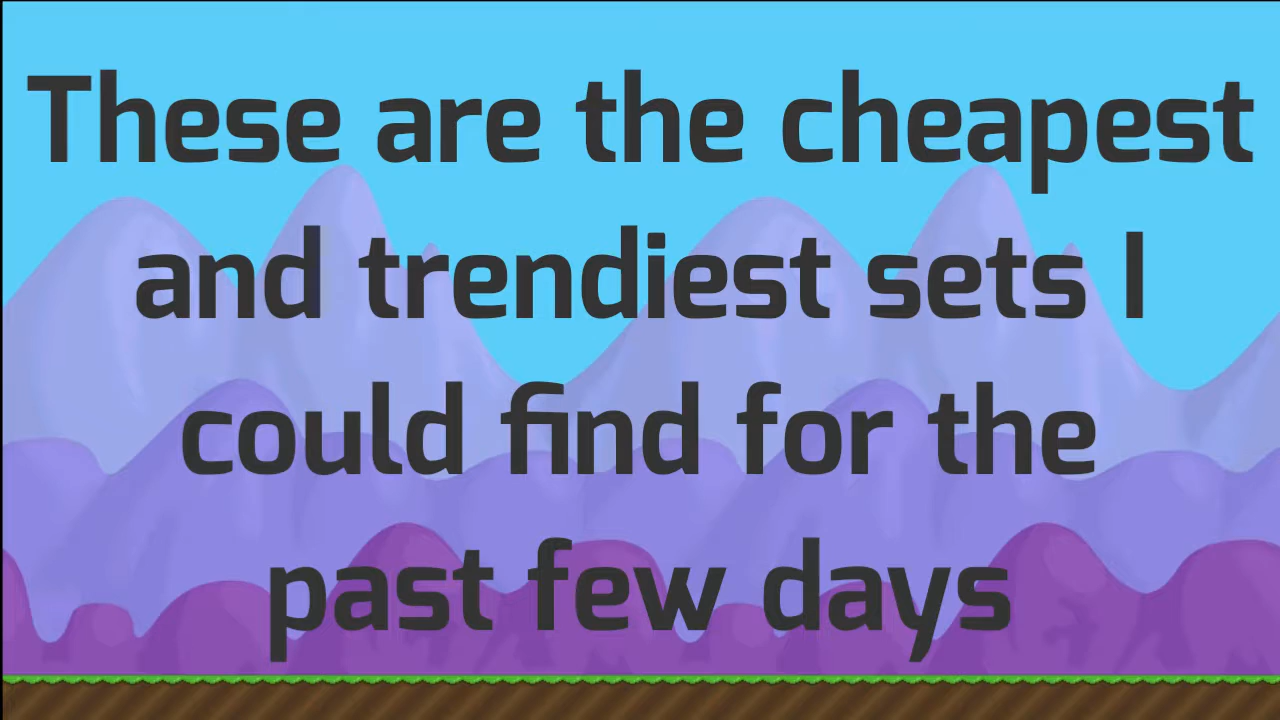 These are the cheapest
and trendiest sets I
could find for the
past few days